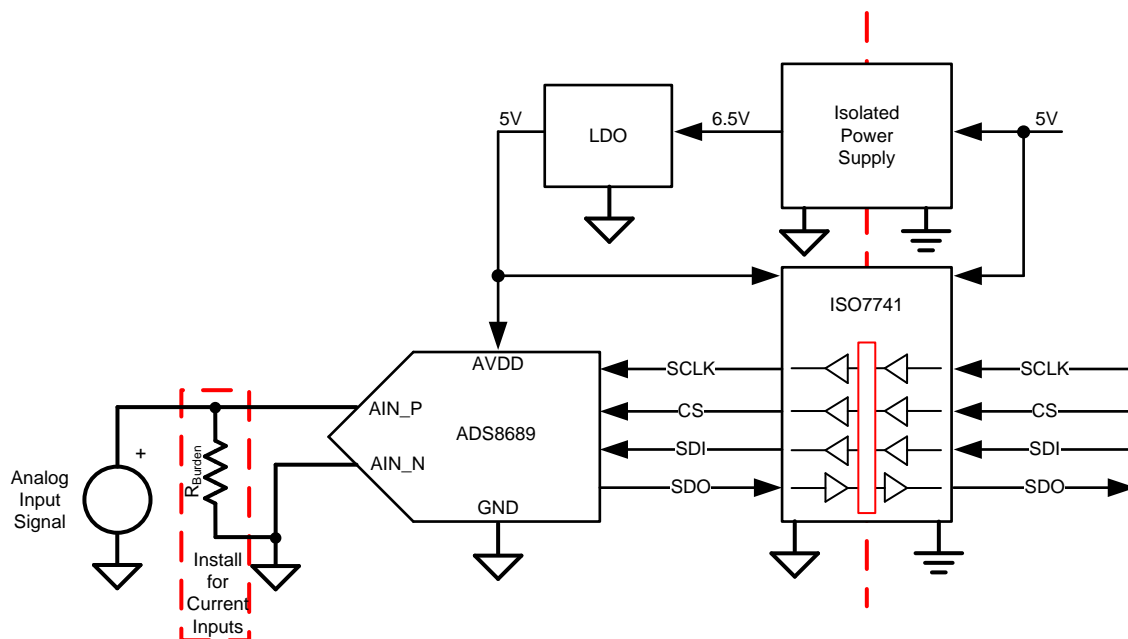 5V
LDO
6.5V
Isolated
Power
Supply
5V
ISO7741
AVDD
AIN_P
ADS8689
AIN_N
GND
SCLK
CS
SDI
SDO
SCLK
CS
SDI
SDO
+
Analog
Input
Signal
RBurden
Install
for
Current
Inputs